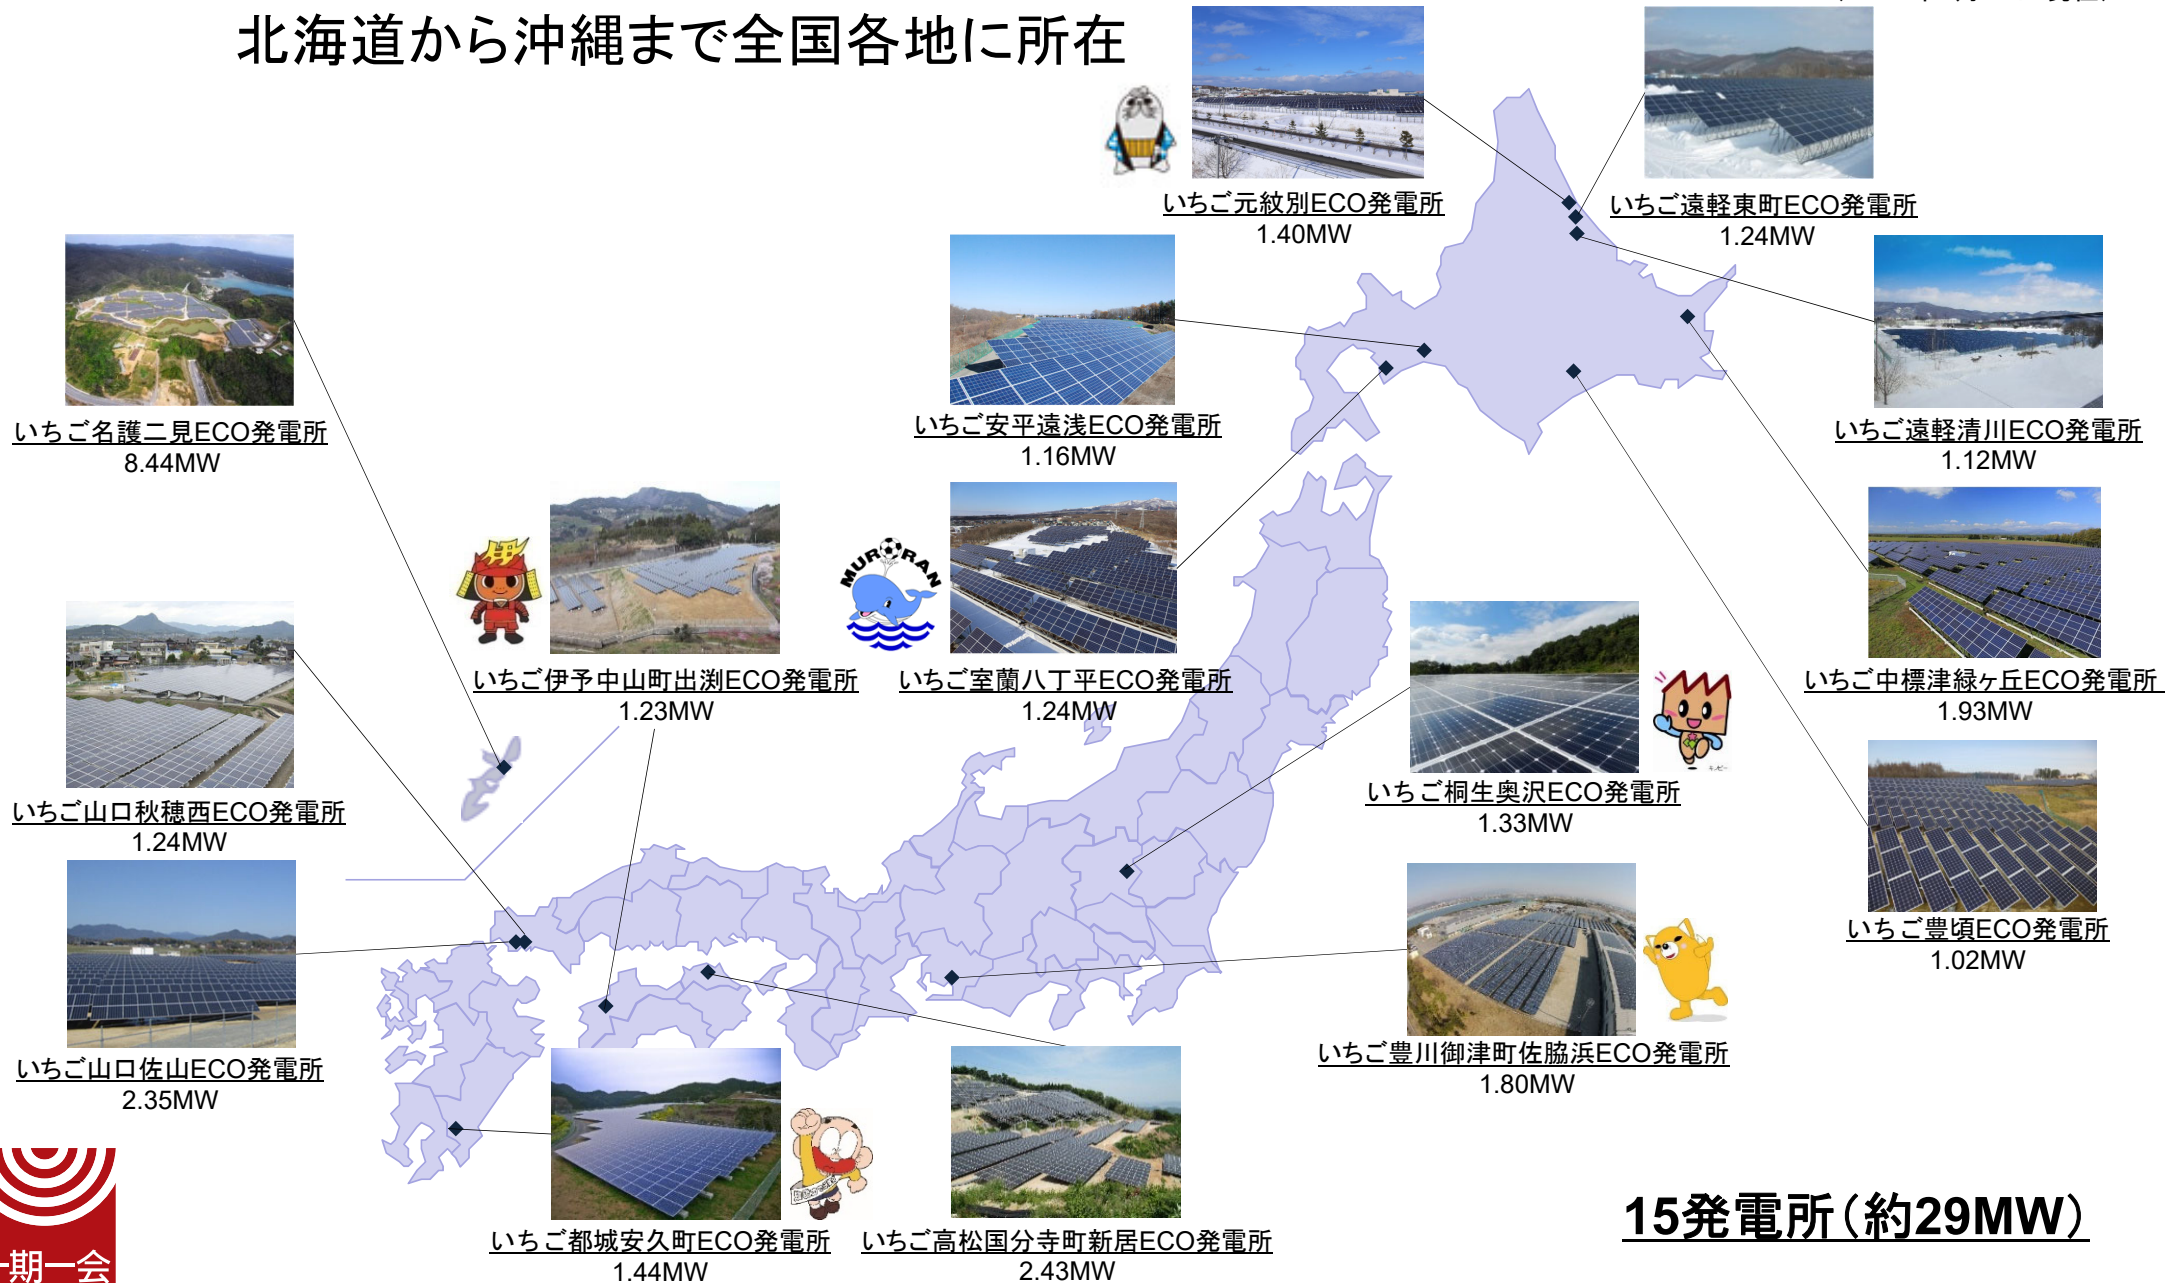 北海道から沖縄まで全国各地に所在
いちご元紋別ECO発電所
1.40MW
いちご遠軽東町ECO発電所
1.24MW
いちご名護二見ECO発電所
8.44MW
いちご安平遠浅ECO発電所
1.16MW
いちご遠軽清川ECO発電所
1.12MW
MURORAN
いちご伊予中山町出渕ECO発電所
1.23MW
いちご室蘭八丁平ECO発電所
1.24MW
いちご中標津緑ヶ丘ECO発電所
1.93MW
いちご山口秋穂西ECO発電所
1.24MW
いちご桐生奥沢ECO発電所
1.33MW
いちご豊頃ECO発電所
1.02MW
いちご山口佐山ECO発電所
2.35MW
いちご豊川御津町佐脇浜ECO発電所
1.80MW
いちご都城安久町ECO発電所
1.44MW
いちご高松国分寺町新居ECO発電所
2.43MW
15発電所(約29MW)
一期一会